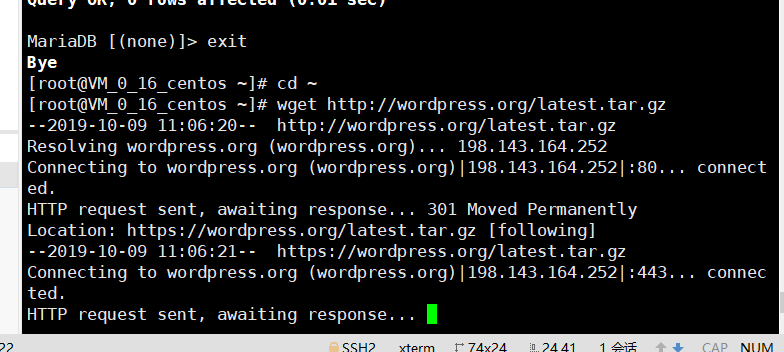 Query OK, 0 rows affected (0.01 sec)
MariaDB [(none)]> exit
Bye
[root@VM_0_16_centos ~]# cd ~
[root@VM_0_16_centos ~]# wget http://wordpress.org/latest.tar.gz
--2019-10-09 11:06:20--  http://wordpress.org/latest.tar.gz
Resolving wordpress.org (wordpress.org)... 198.143.164.252
Connecting to wordpress.org (wordpress.org)|198.143.164.252|:80... connect
ed.
HTTP request sent, awaiting response... 301 Moved Permanently
Location: https://wordpress.org/latest.tar.gz [following]
--2019-10-09 11:06:21--  https://wordpress.org/latest.tar.gz
Connecting to wordpress.org (wordpress.org)|198.143.164.252|:443... connec
ted.
HTTP request sent, awaiting response...
22 SSH2 xterm 74x24 24,41 1 会话 CAP NUM